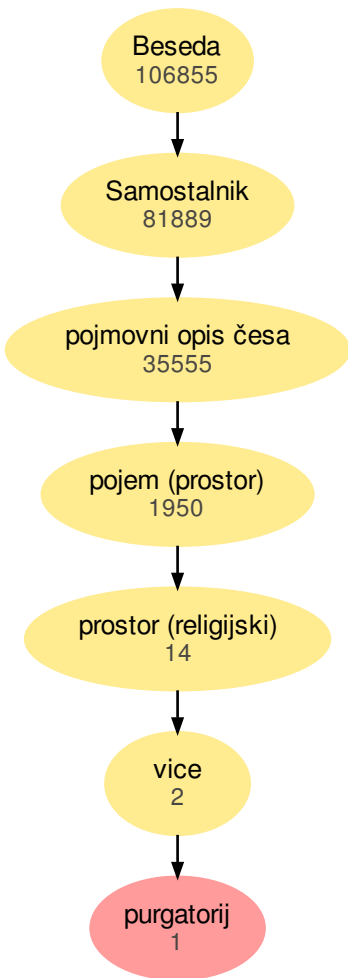 Beseda
106855
Samostalnik
81889
pojmovni opis česa
35555
pojem (prostor)
1950
prostor (religijski)
14
vice
2
purgatorij
1